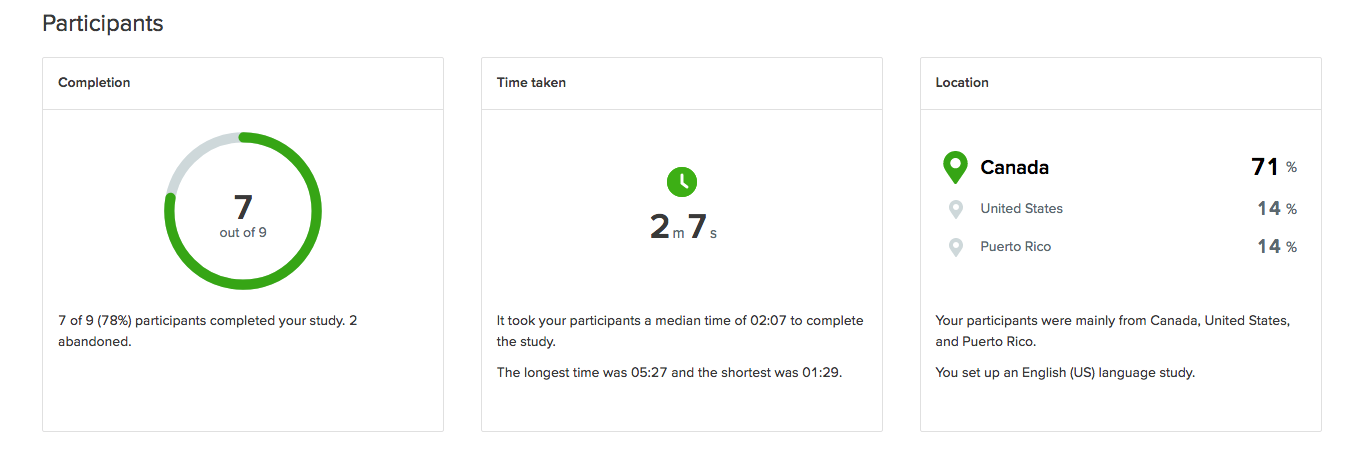 Participants
Completion
7
out of 9
7 of 9 (78%) participants completed your study. 2
abandoned.
Time taken
2 m 7 s
It took your participants a median time of 02:07 to complete
the study.
The longest time was 05:27 and the shortest was 01:29.
Location
Canada 71 %
United States 14 %
Puerto Rico 14 %
Your participants were mainly from Canada, United States,
and Puerto Rico.
You set up an English (US) language study.